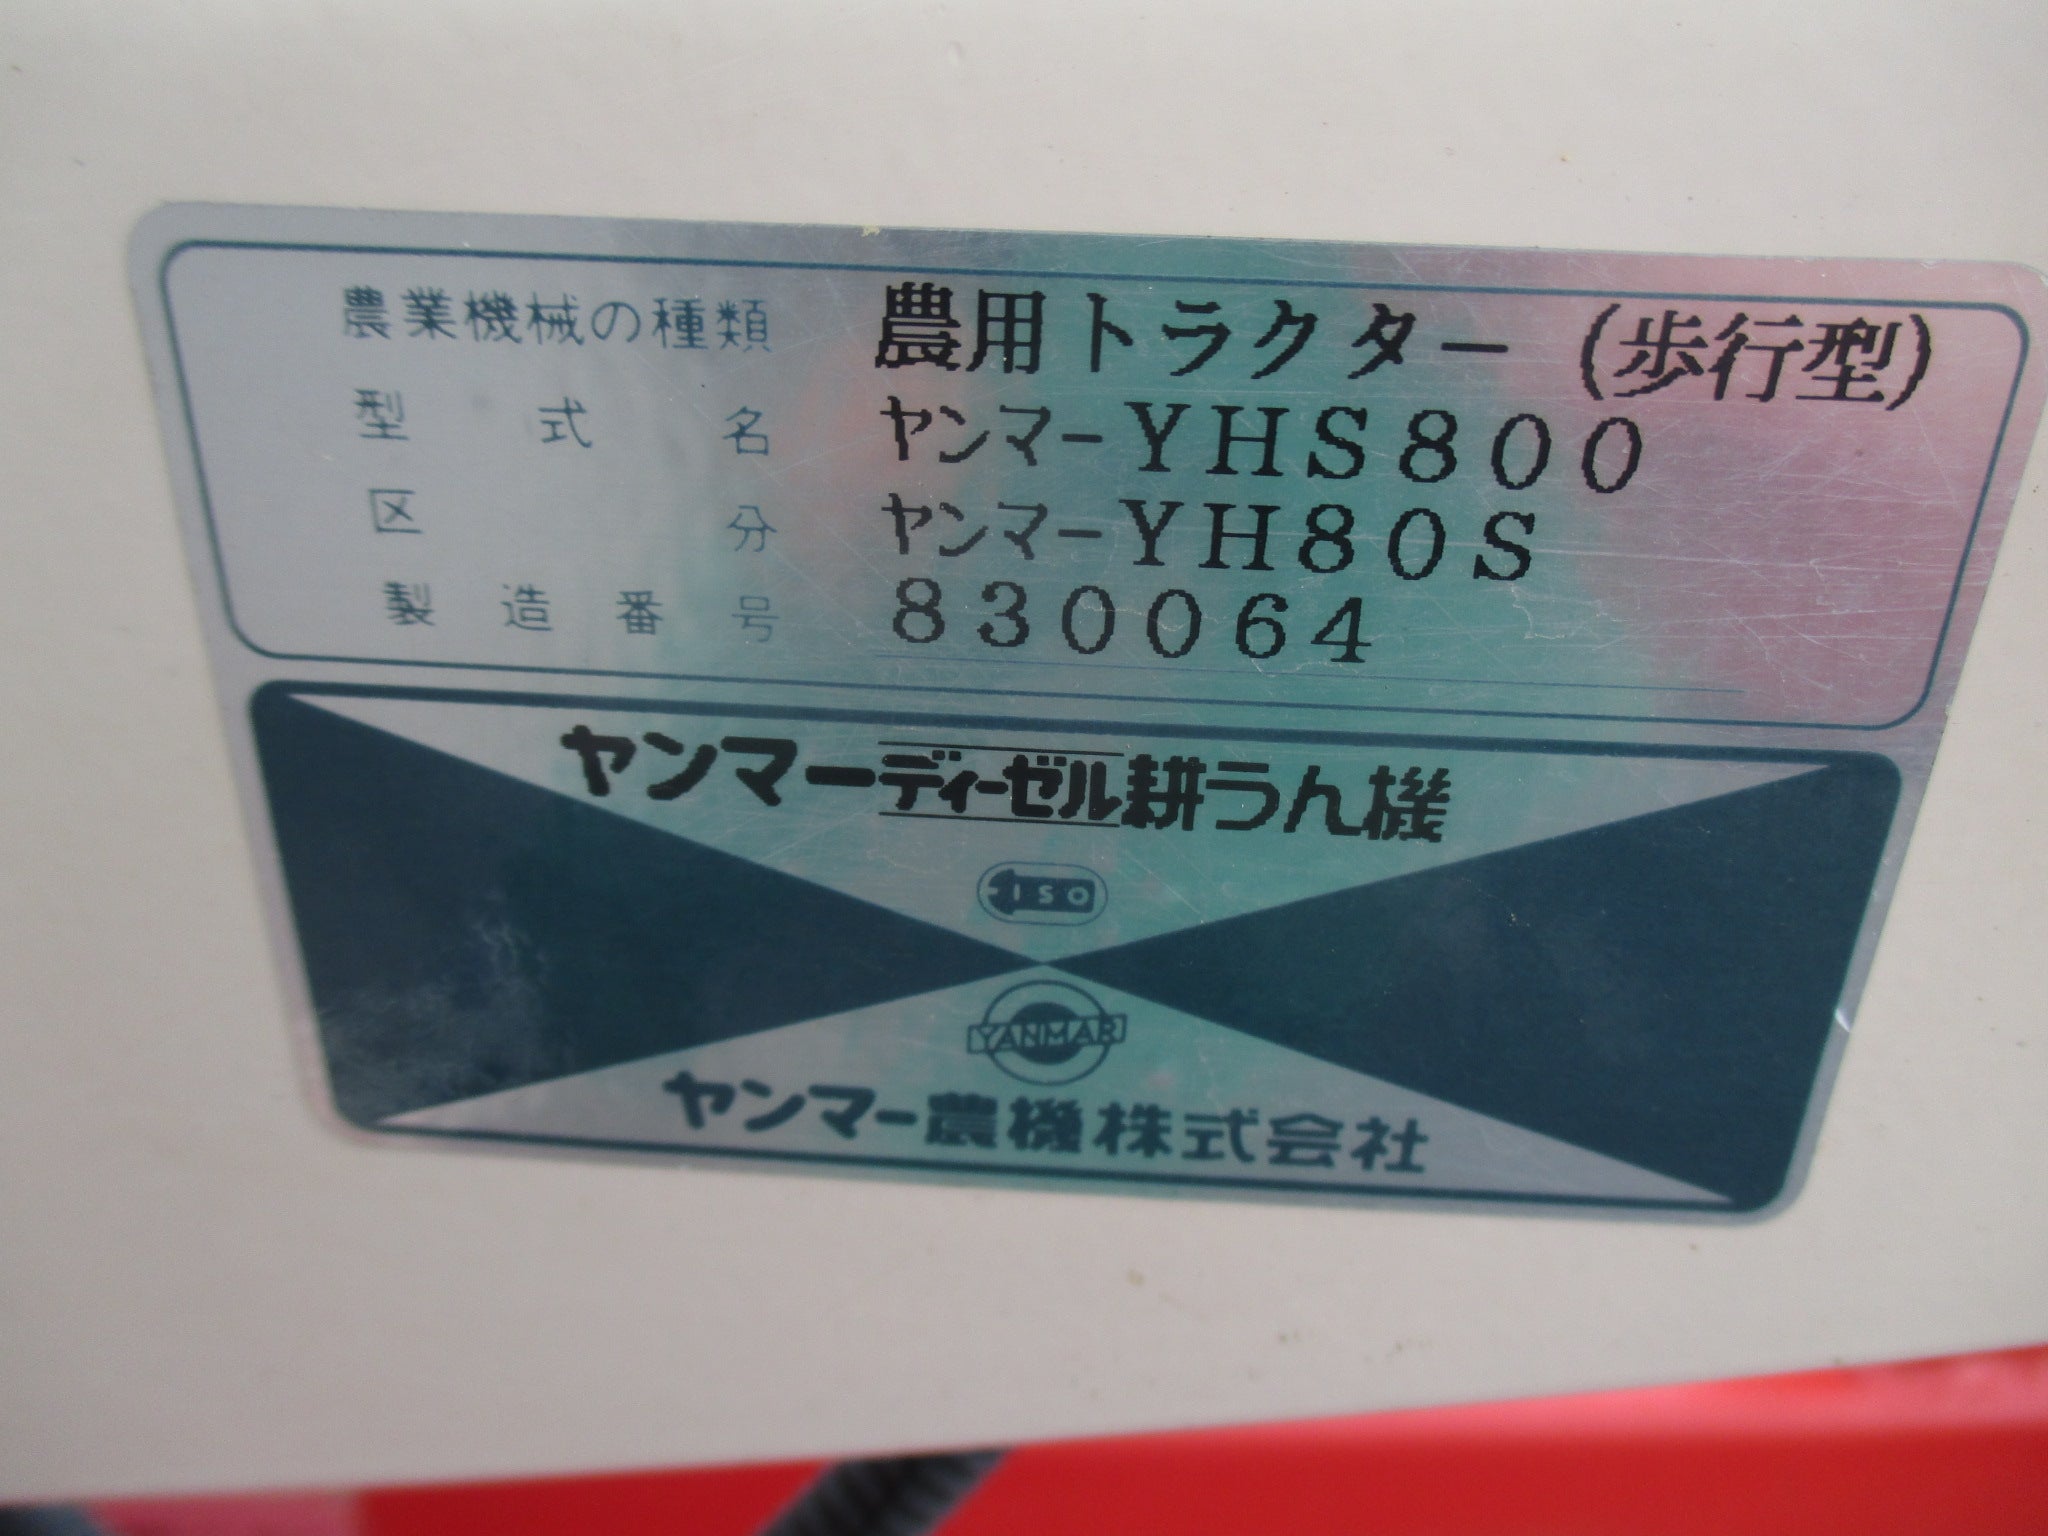 農業機械の種類 農用トラクター(歩行型)
型式名 ヤンマーYHS800
区分 ヤンマーYH80S
製造番号 830064
ヤンマーディーゼル耕うん機
ISO
YANMAR
ヤンマー農機株式会社